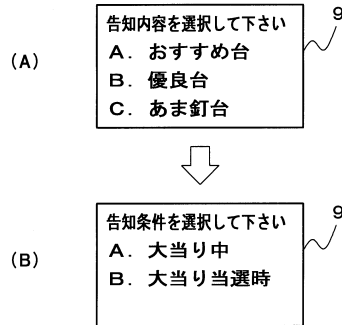 告知内容を選択して下さい
(A)
A. おすすめ台
B. 優良台
C. あま釘台
9
告知条件を選択して下さい
(B)
A. 大当り中
B. 大当り当選時
9